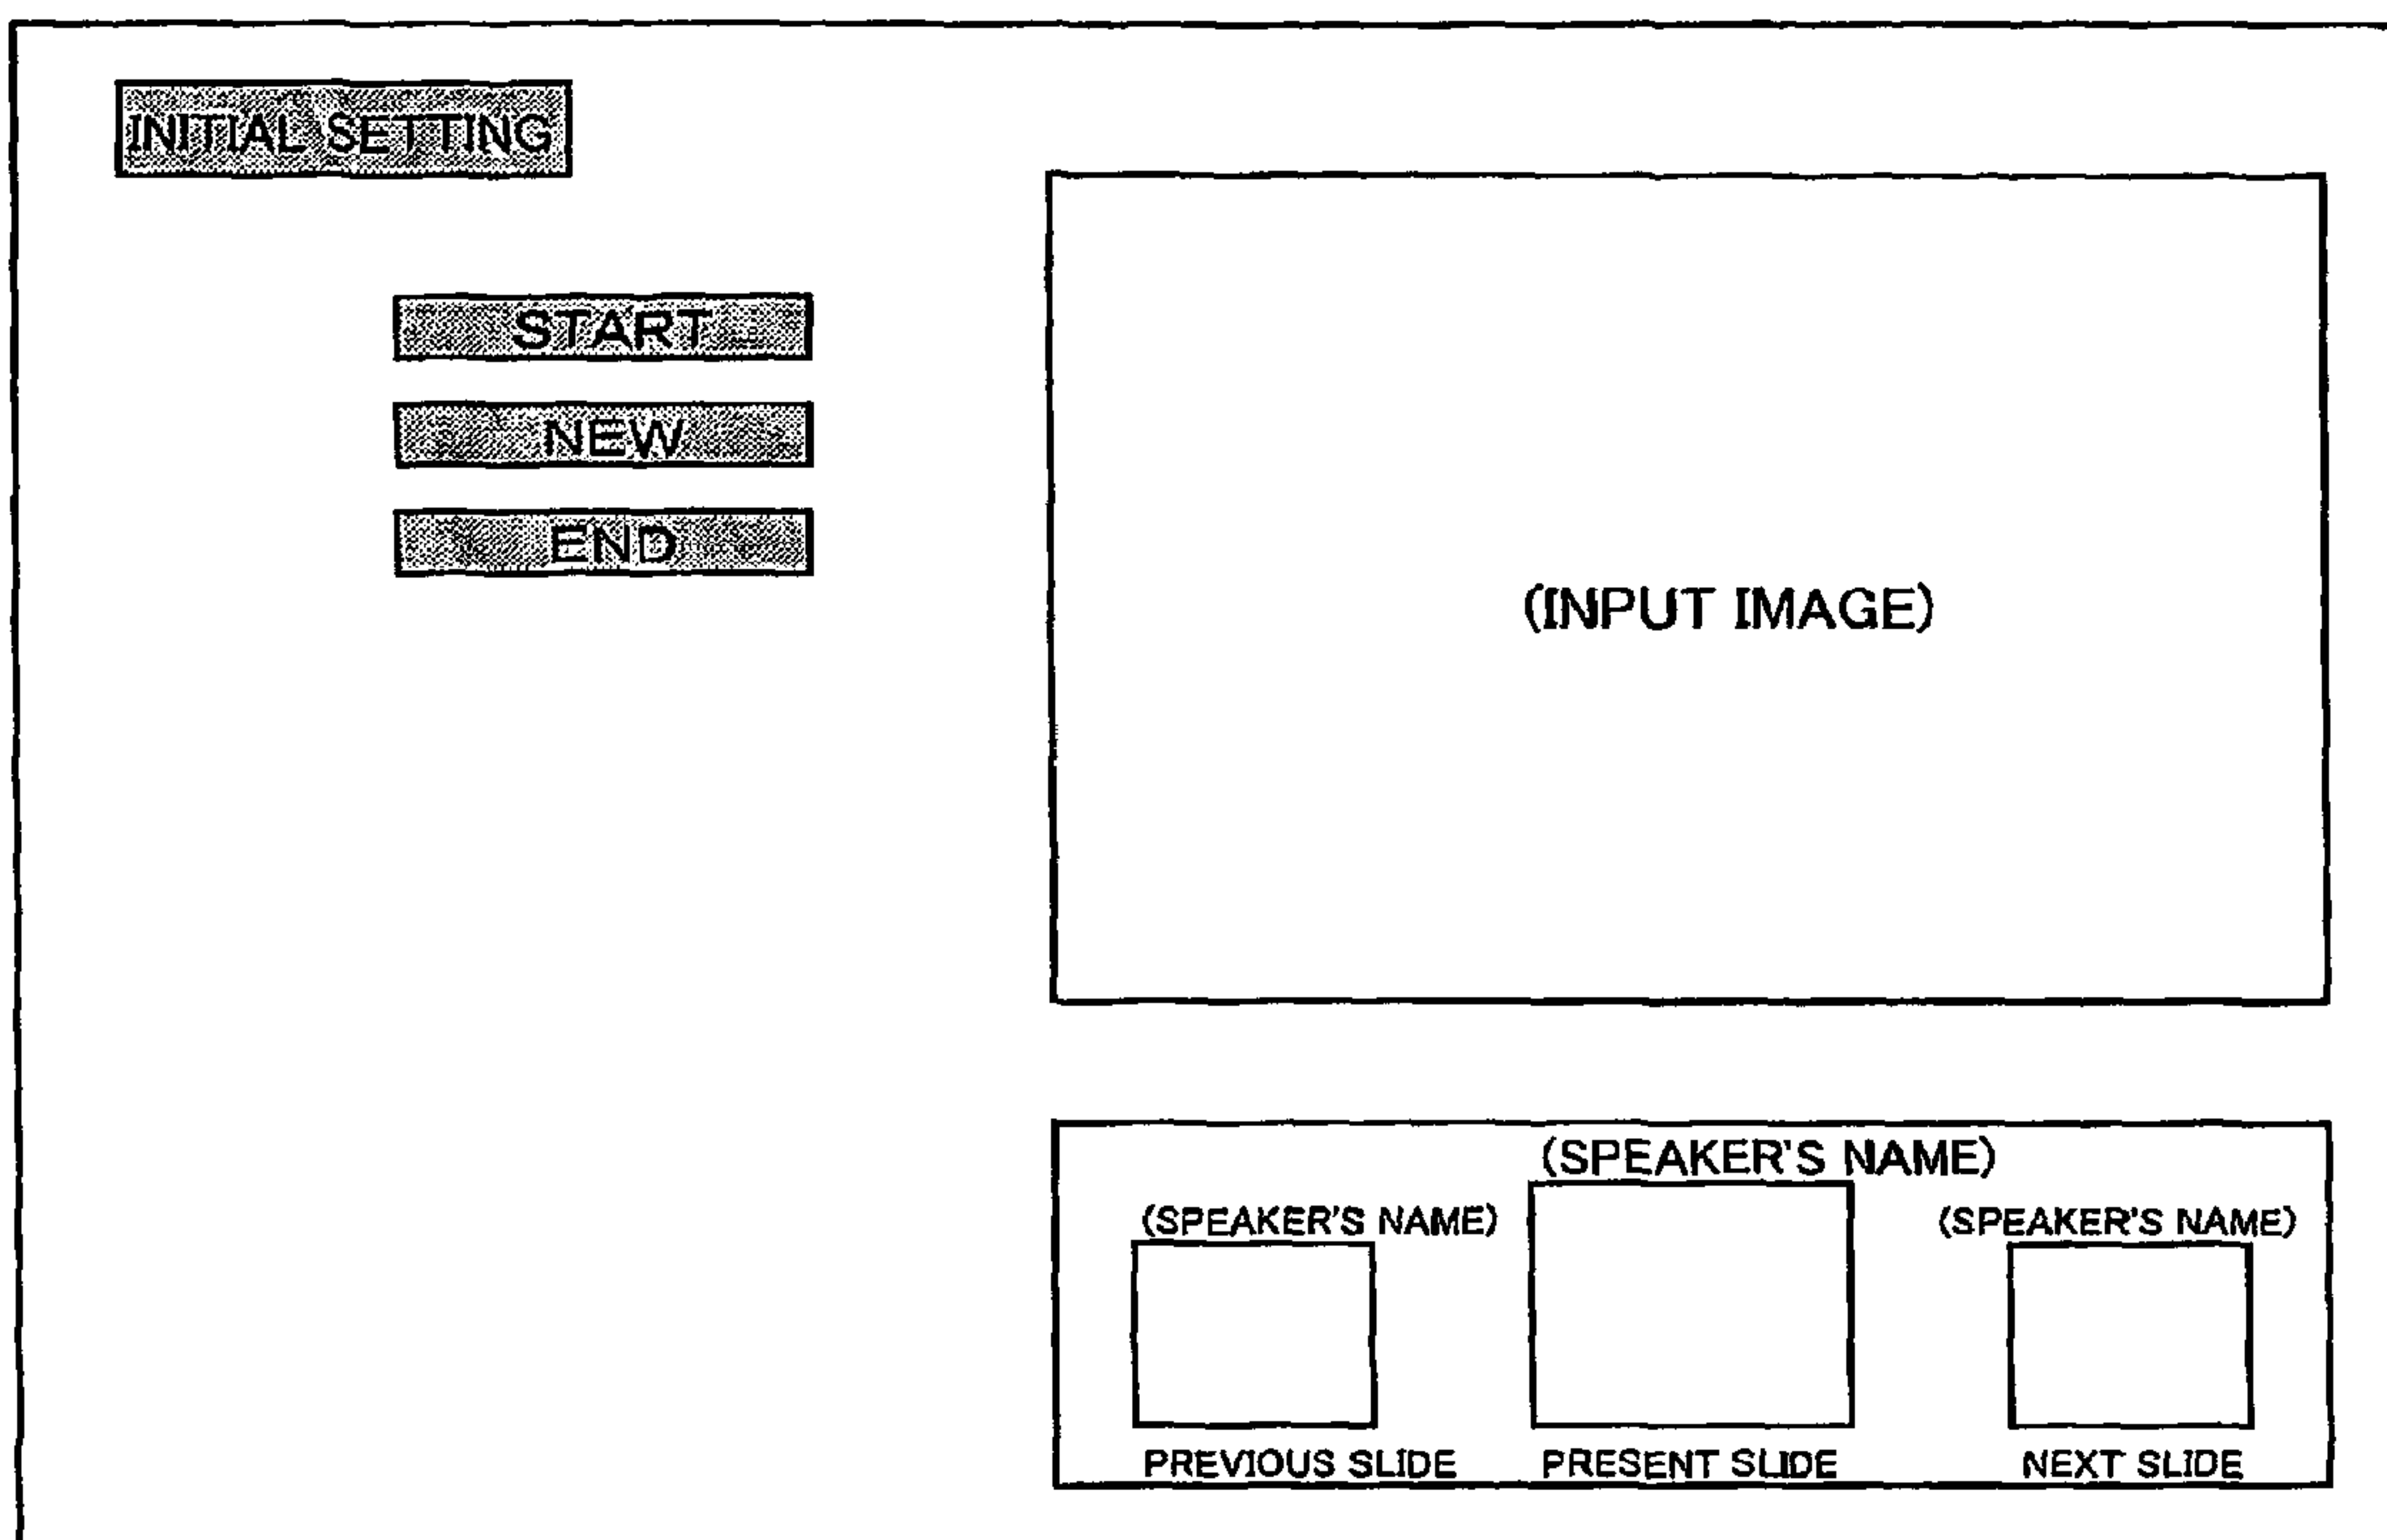 INITIAL SETTING
START
NEW
END
(INPUT IMAGE)
(SPEAKER'S NAME)
(SPEAKER'S NAME) (SPEAKER'S NAME)
PREVIOUS SLIDE PRESENT SLIDE NEXT SLIDE